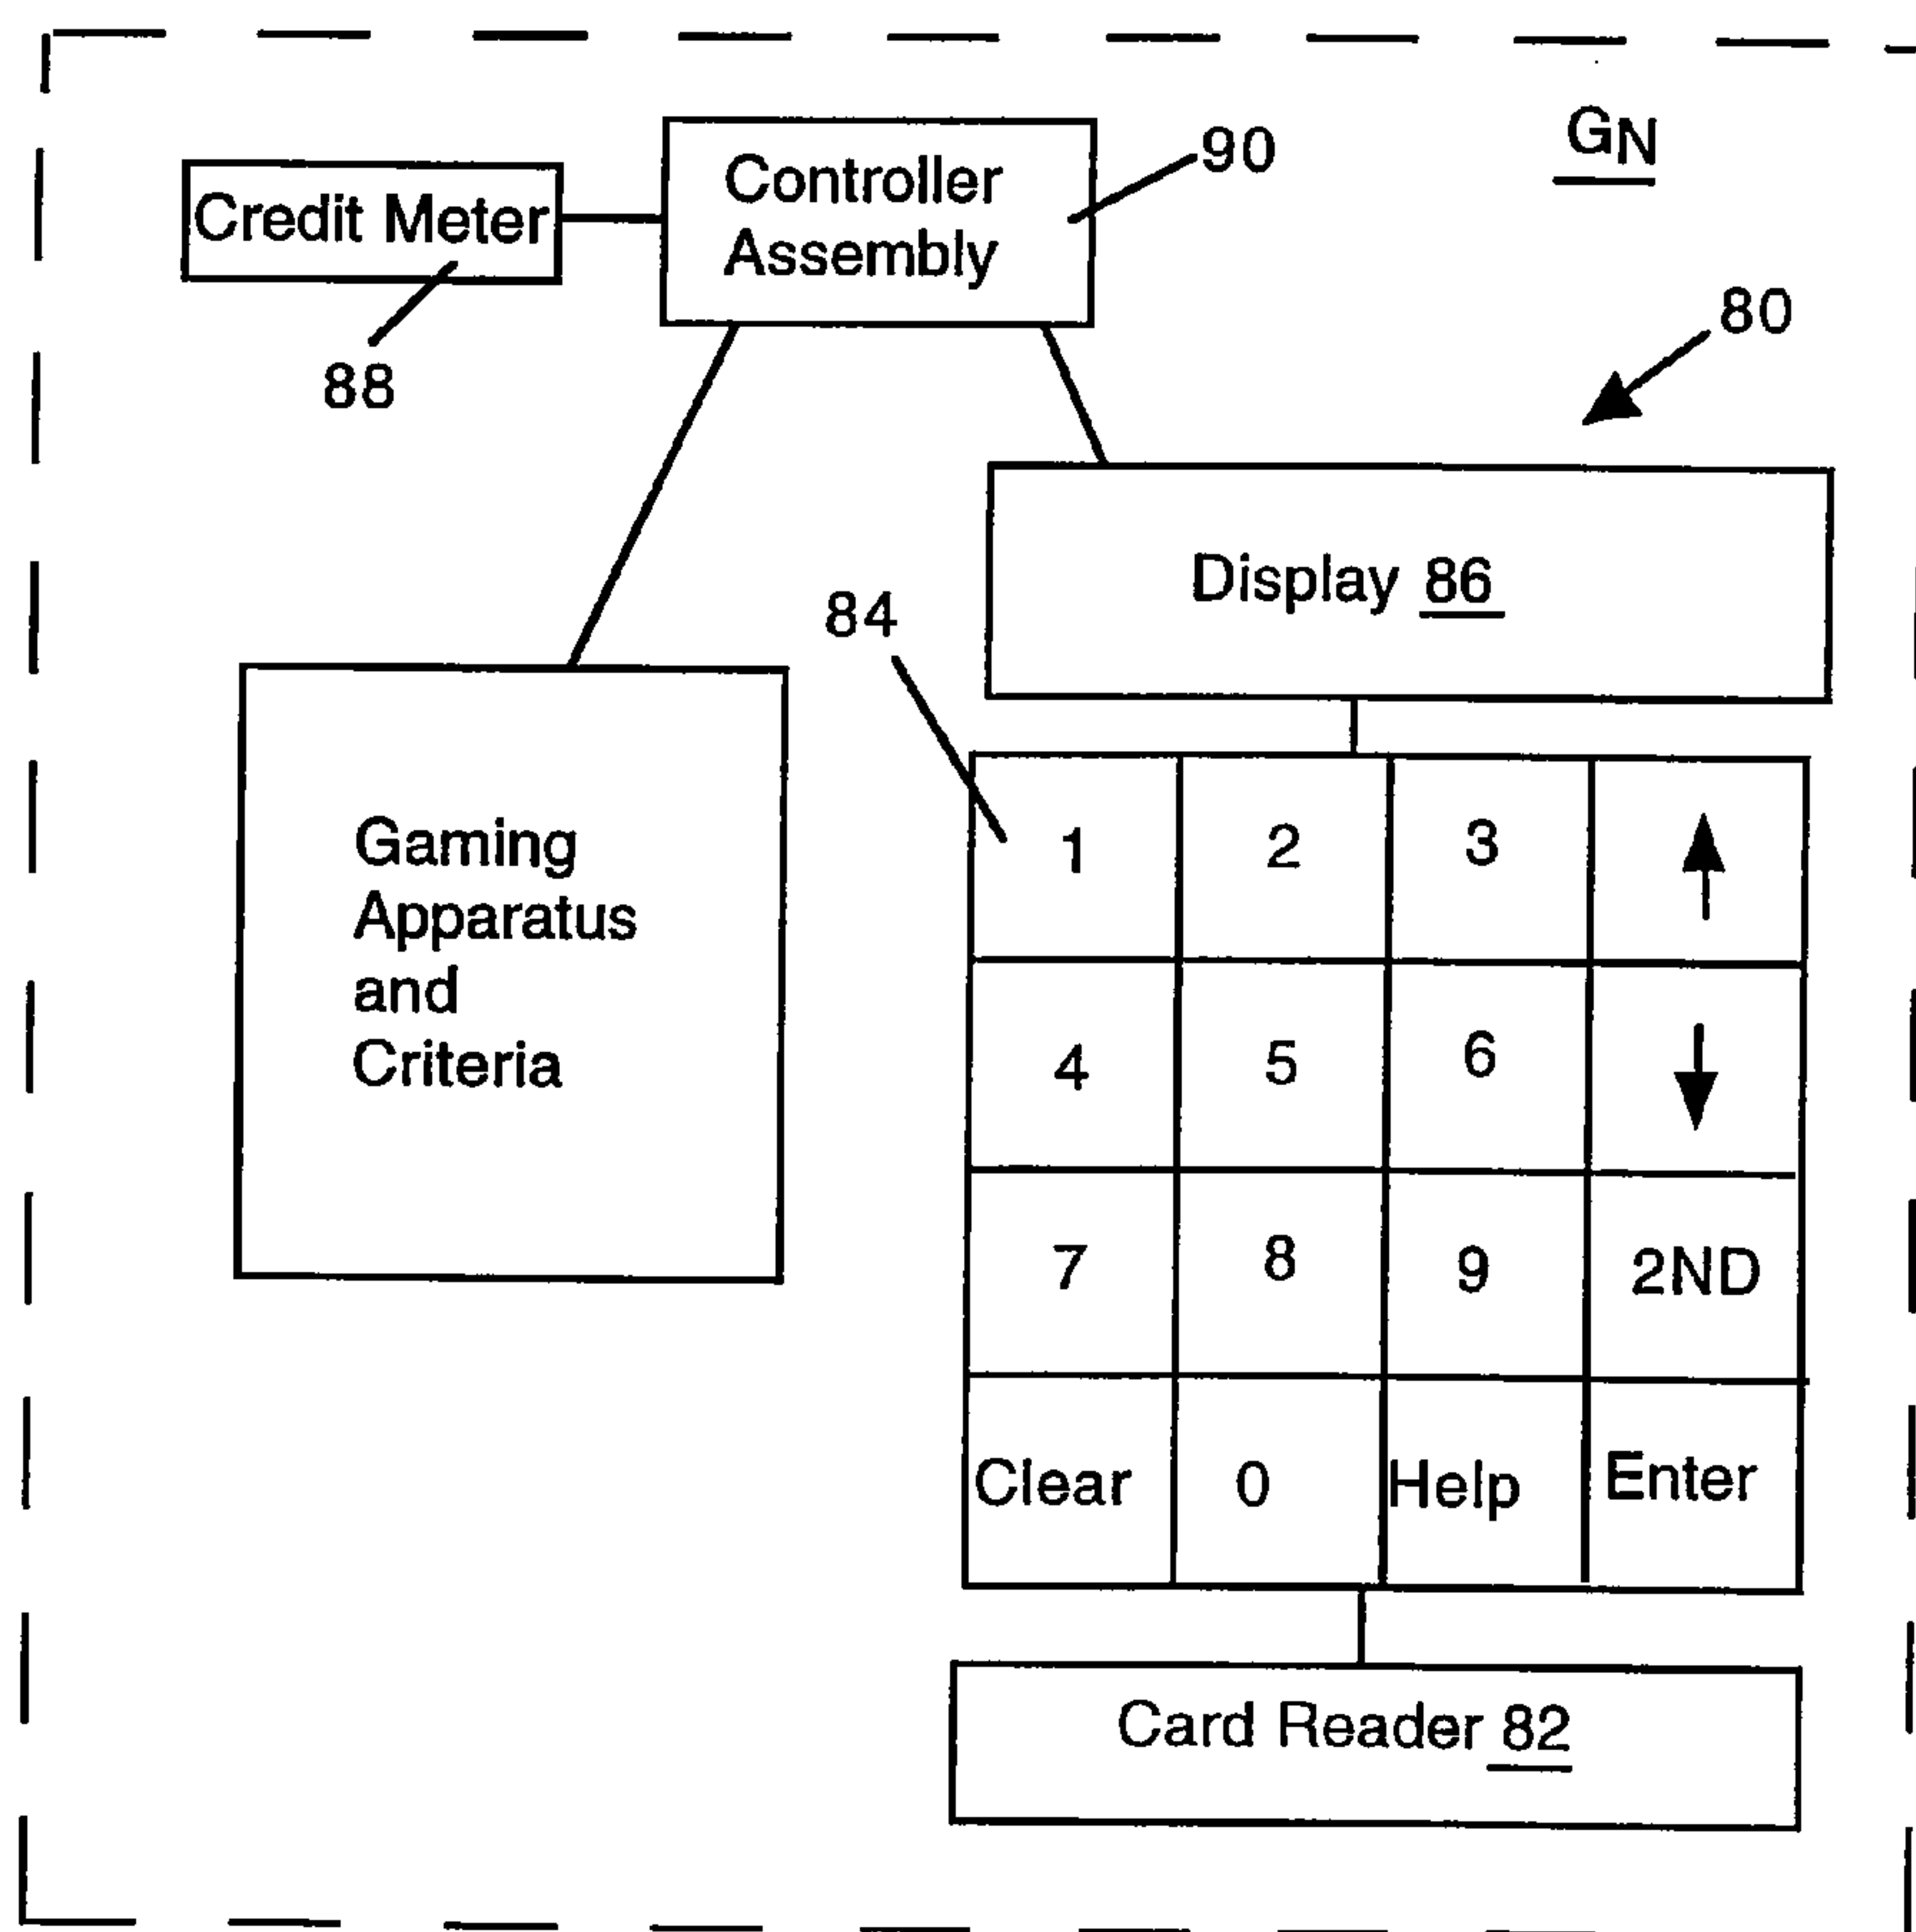 GN
Controller
Assembly
90
Credit Meter
88
80
Display 86
84
Gaming
Apparatus
and
Criteria
1 2 3 ↑
4 5 6 ↓
7 8 9 2ND
Clear 0 Help Enter
Card Reader 82